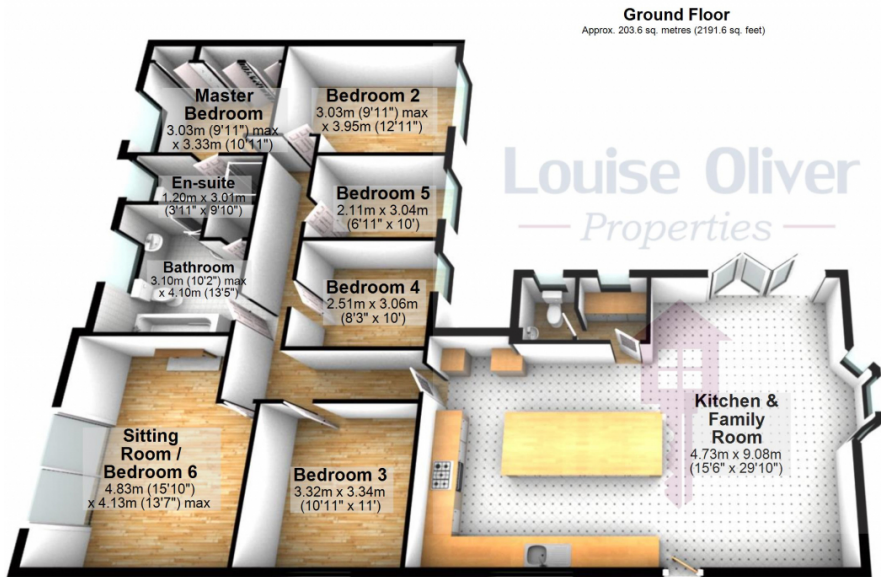 Ground Floor
Approx. 203.6 sq. metres (2191.6 sq. feet)
Master
Bedroom
3.03m (9'11") max
x 3.33m (10'11")
Bedroom 2
3.03m (9'11") max
x 3.95m (12'11")
En-suite
1.20m x 3.01m
(3'11" x 9'10")
Bedroom 5
2.11m x 3.04m
(6'11" x 10')
Louise Oliver
Properties
Bathroom
3.10m (10'2") max
x 4.10m (13'5")
Bedroom 4
2.51m x 3.06m
(8'3" x 10')
Sitting
Room /
Bedroom 6
4.83m (15'10")
x 4.13m (13'7") max
Bedroom 3
3.32m x 3.34m
(10'11" x 11')
Kitchen &
Family
Room
4.73m x 9.08m
(15'6" x 29'10")